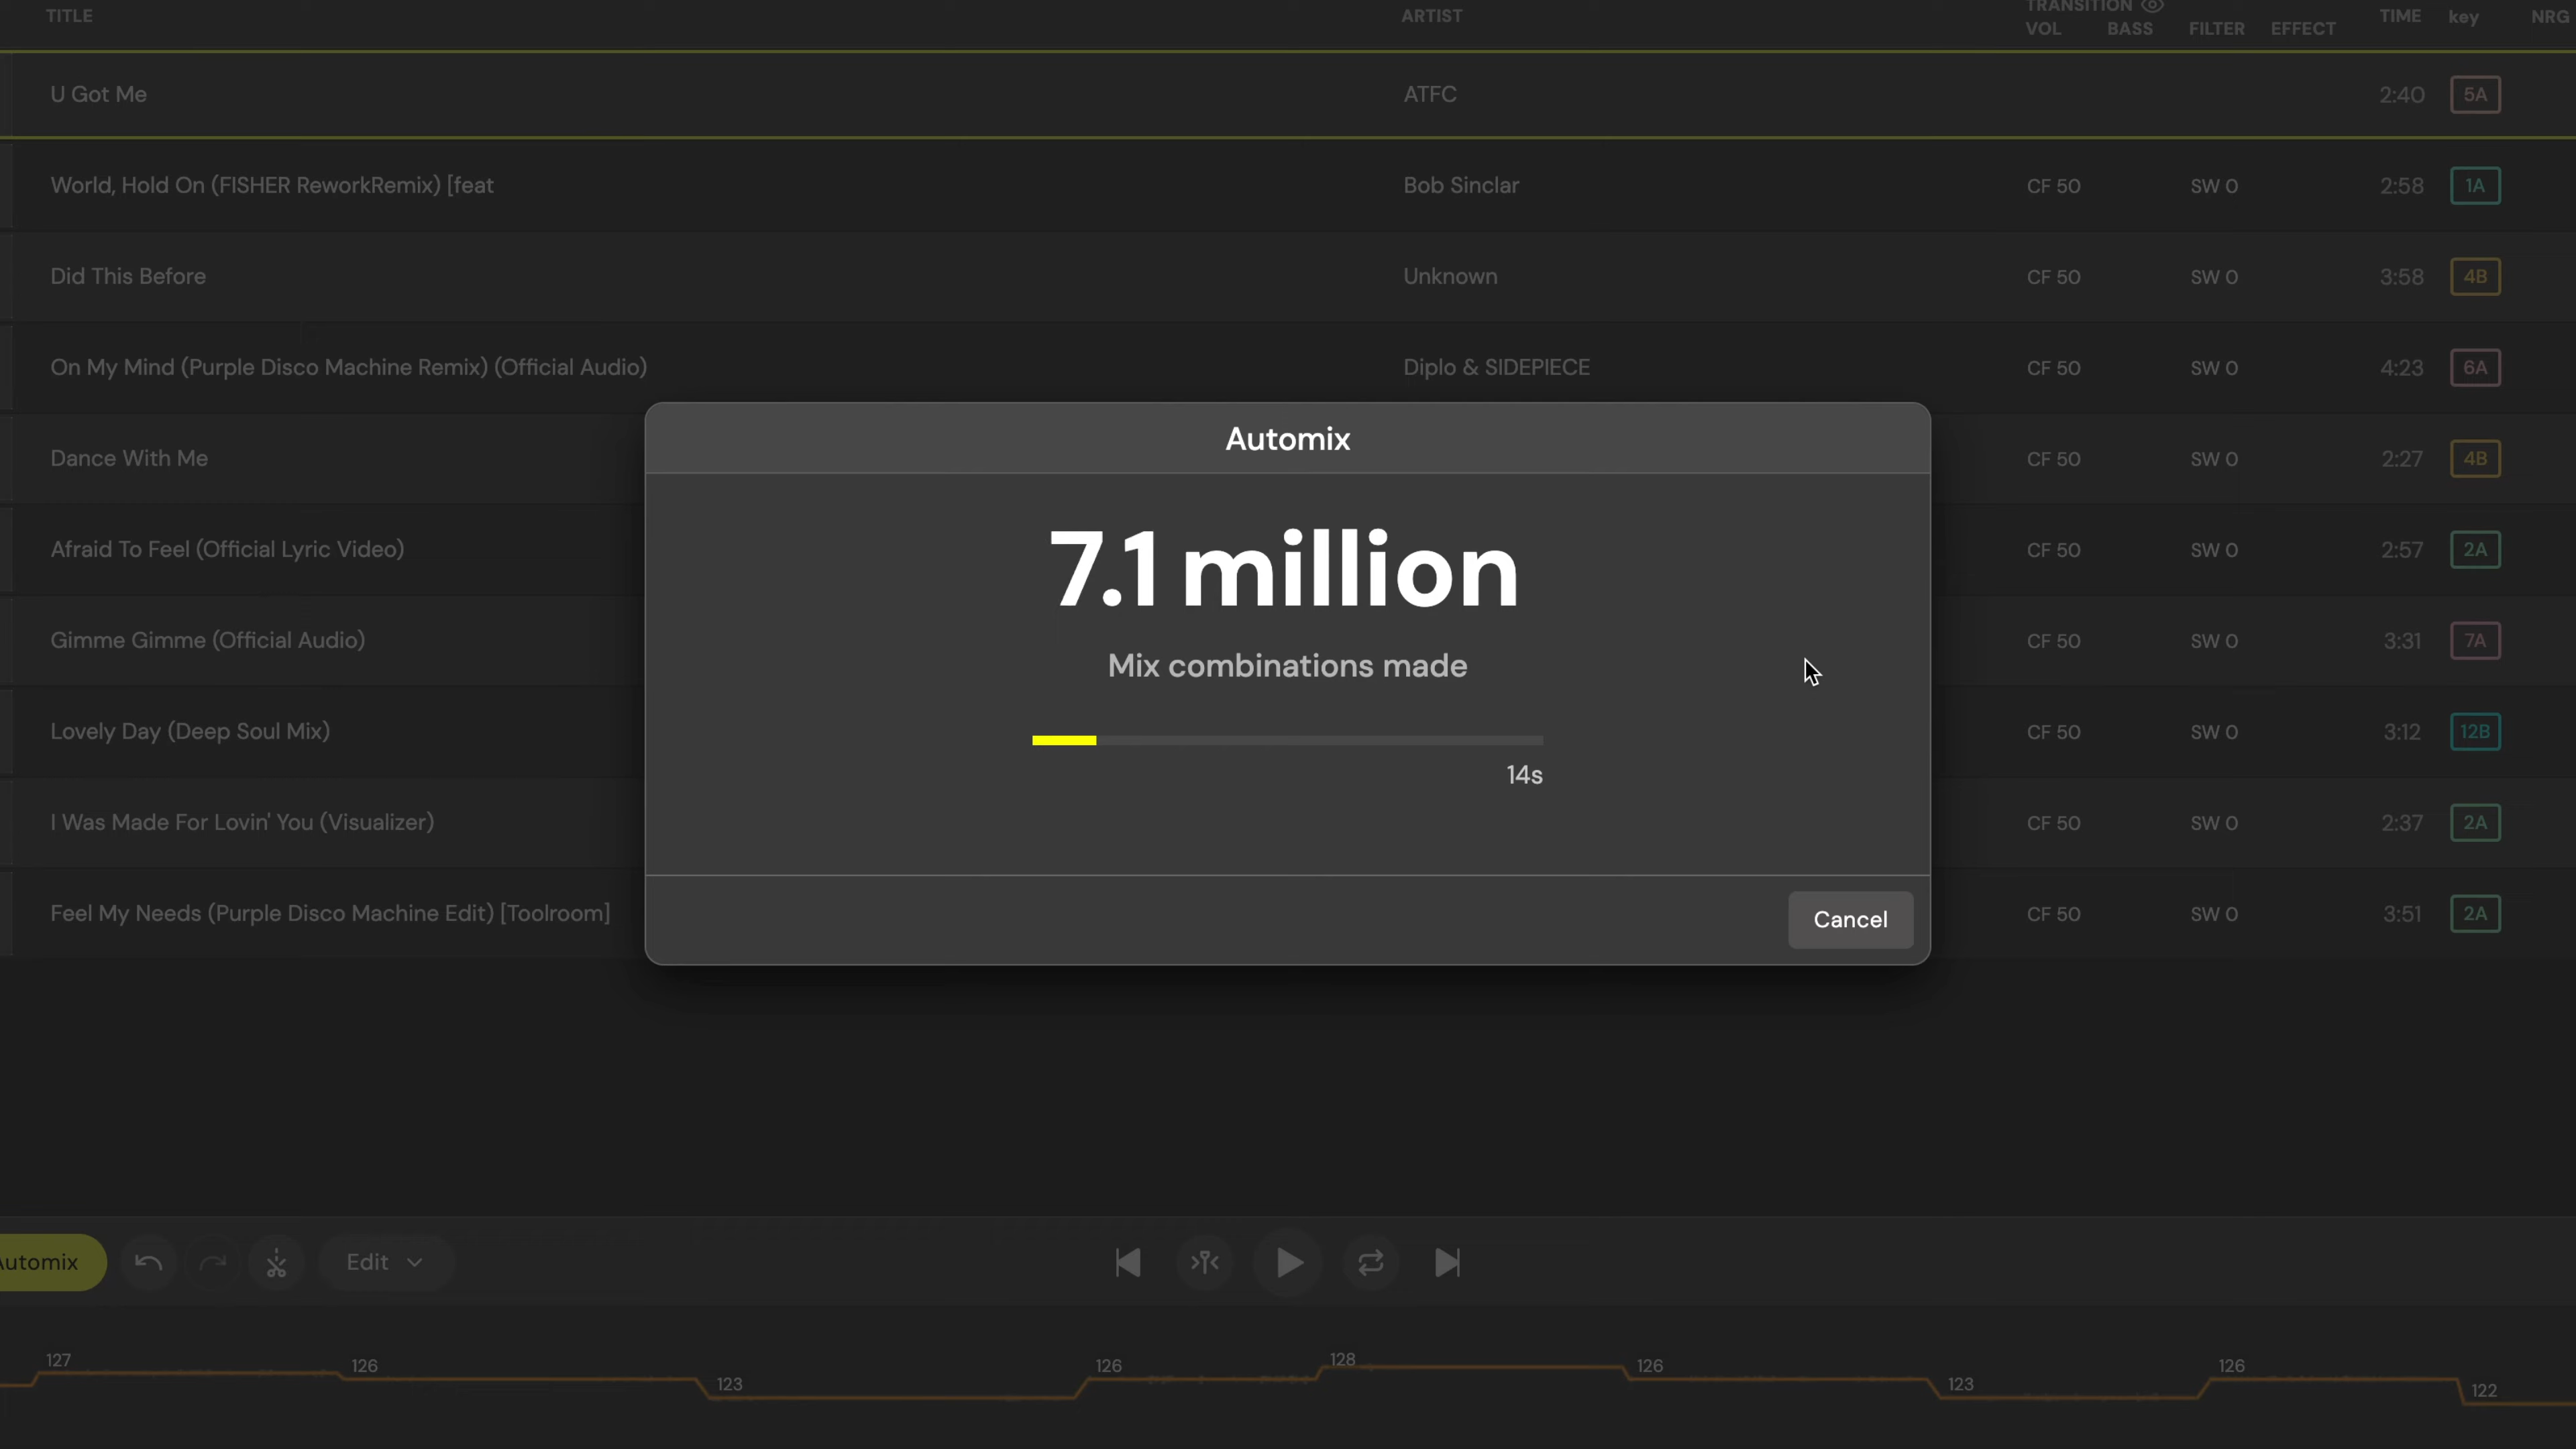 TITLE ARTIST TRANSITION TIME key NRG
VOL BASS FILTER EFFECT
U Got Me ATFC 2:40 5A
World, Hold On (FISHER ReworkRemix) [feat Bob Sinclar CF 50 SW 0 2:58 1A
Did This Before Unknown CF 50 SW 0 3:58 4B
On My Mind (Purple Disco Machine Remix) (Official Audio) Diplo & SIDEPIECE CF 50 SW 0 4:23 6A
Automix
Dance With Me CF 50 SW 0 2:27 4B
Afraid To Feel (Official Lyric Video) CF 50 SW 0 2:57 2A
7.1 million
Gimme Gimme (Official Audio) CF 50 SW 0 3:31 7A
Mix combinations made
Lovely Day (Deep Soul Mix) CF 50 SW 0 3:12 12B
14s
I Was Made For Lovin' You (Visualizer) CF 50 SW 0 2:37 2A
Feel My Needs (Purple Disco Machine Edit) [Toolroom] CF 50 SW 0 3:51 2A
Cancel
Automix Edit
127 126 123 126 128 126 123 126 122